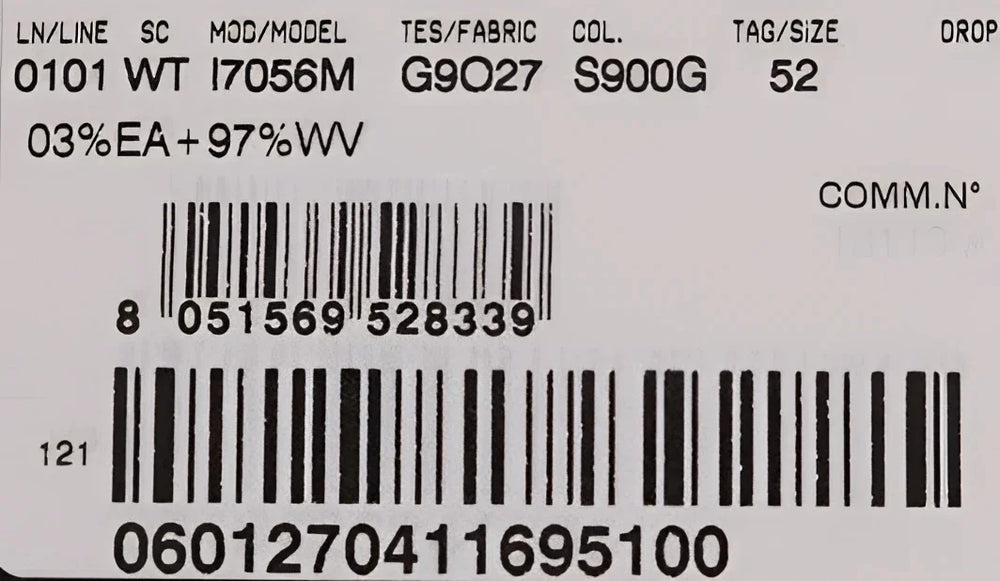 LN/LINE SC MOD/MODEL TES/FABRIC COL. TAG/SIZE DROP
0101 WT I7056M G9O27 S900G 52
03%EA+97%WV
COMM.N°
8 051569 528339
121
0601270411695100